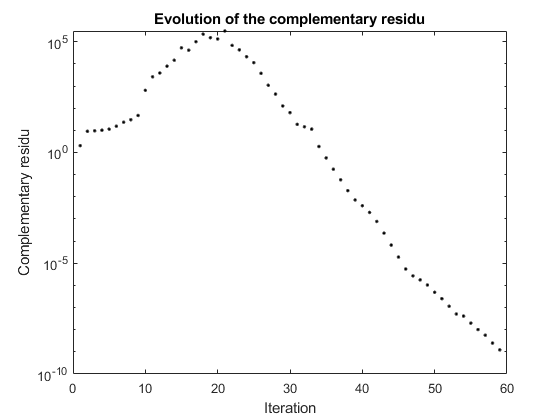 Evolution of the complementary residu
10^5
10^0
10^-5
10^-10
Complementary residu
0 10 20 30 40 50 60
Iteration